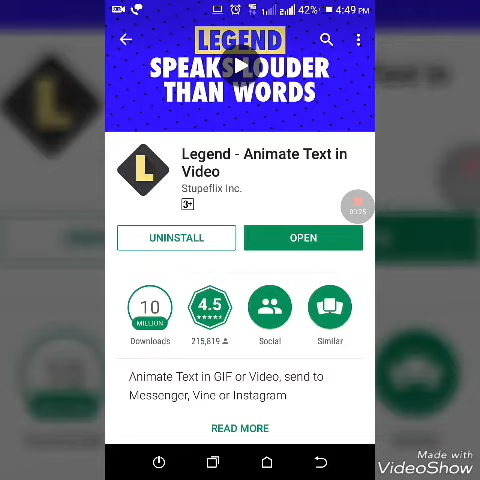 42% 4:49 PM
LEGEND
SPEAKS LOUDER
THAN WORDS
L
Legend - Animate Text in
Video
Stupeflix Inc.
3+
00:25
UNINSTALL
OPEN
10
MILLION
4.5
Downloads
215,819
Social
Similar
Animate Text in GIF or Video, send to
Messenger, Vine or Instagram
READ MORE
Made with
VideoShow